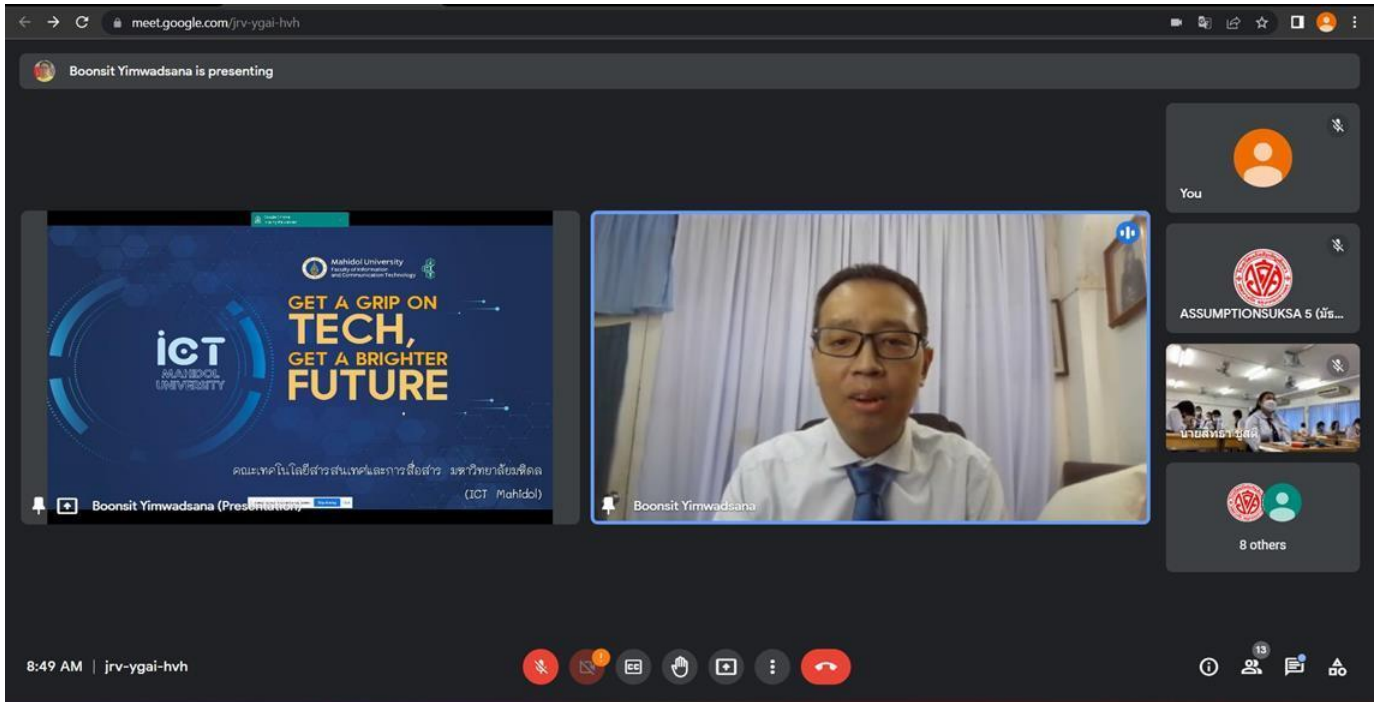 meet.google.com/jrv-ygai-hvh
Boonsit Yimwadsana is presenting
Mahidol University
Faculty of Information
and Communication Technology
GET A GRIP ON
TECH,
GET A BRIGHTER
FUTURE
ICT
MAHIDOL
UNIVERSITY
คณะเทคโนโลยีสารสนเทศและการสื่อสาร มหาวิทยาลัยมหิดล
(ICT Mahidol)
Boonsit Yimwadsana (Presentation)
Boonsit Yimwadsana
You
ASSUMPTIONSUKSA 5 (มัธ...
8 others
8:49 AM | jrv-ygai-hvh
CC
13